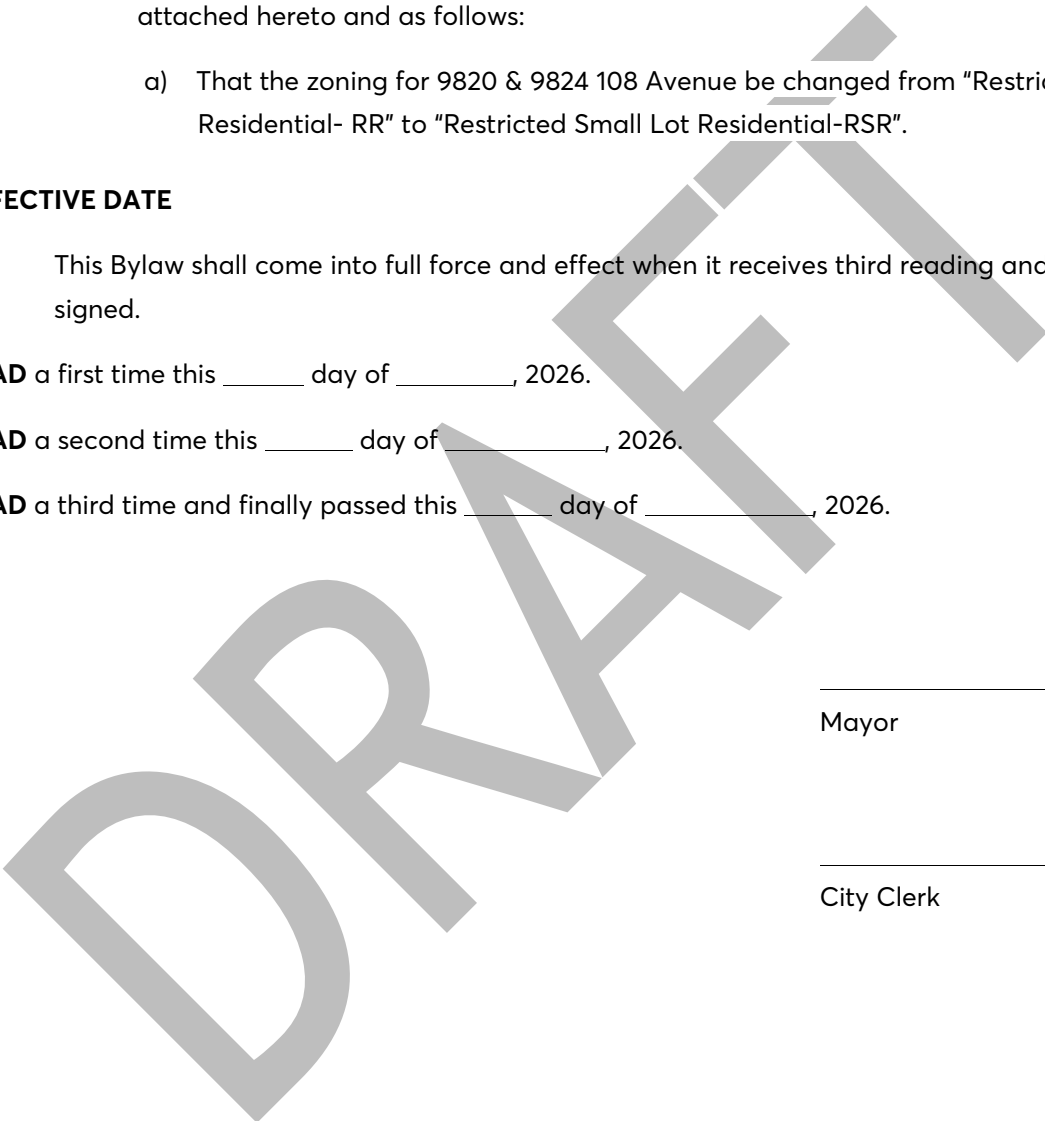 attached hereto and as follows:
a) That the zoning for 9820 & 9824 108 Avenue be changed from “Restric
Residential- RR” to “Restricted Small Lot Residential-RSR”.
FECTIVE DATE
This Bylaw shall come into full force and effect when it receives third reading and
signed.
AD a first time this ______ day of _________, 2026.
AD a second time this ______ day of ____________, 2026.
AD a third time and finally passed this ______ day of ____________, 2026.
Mayor
City Clerk
DRAFT